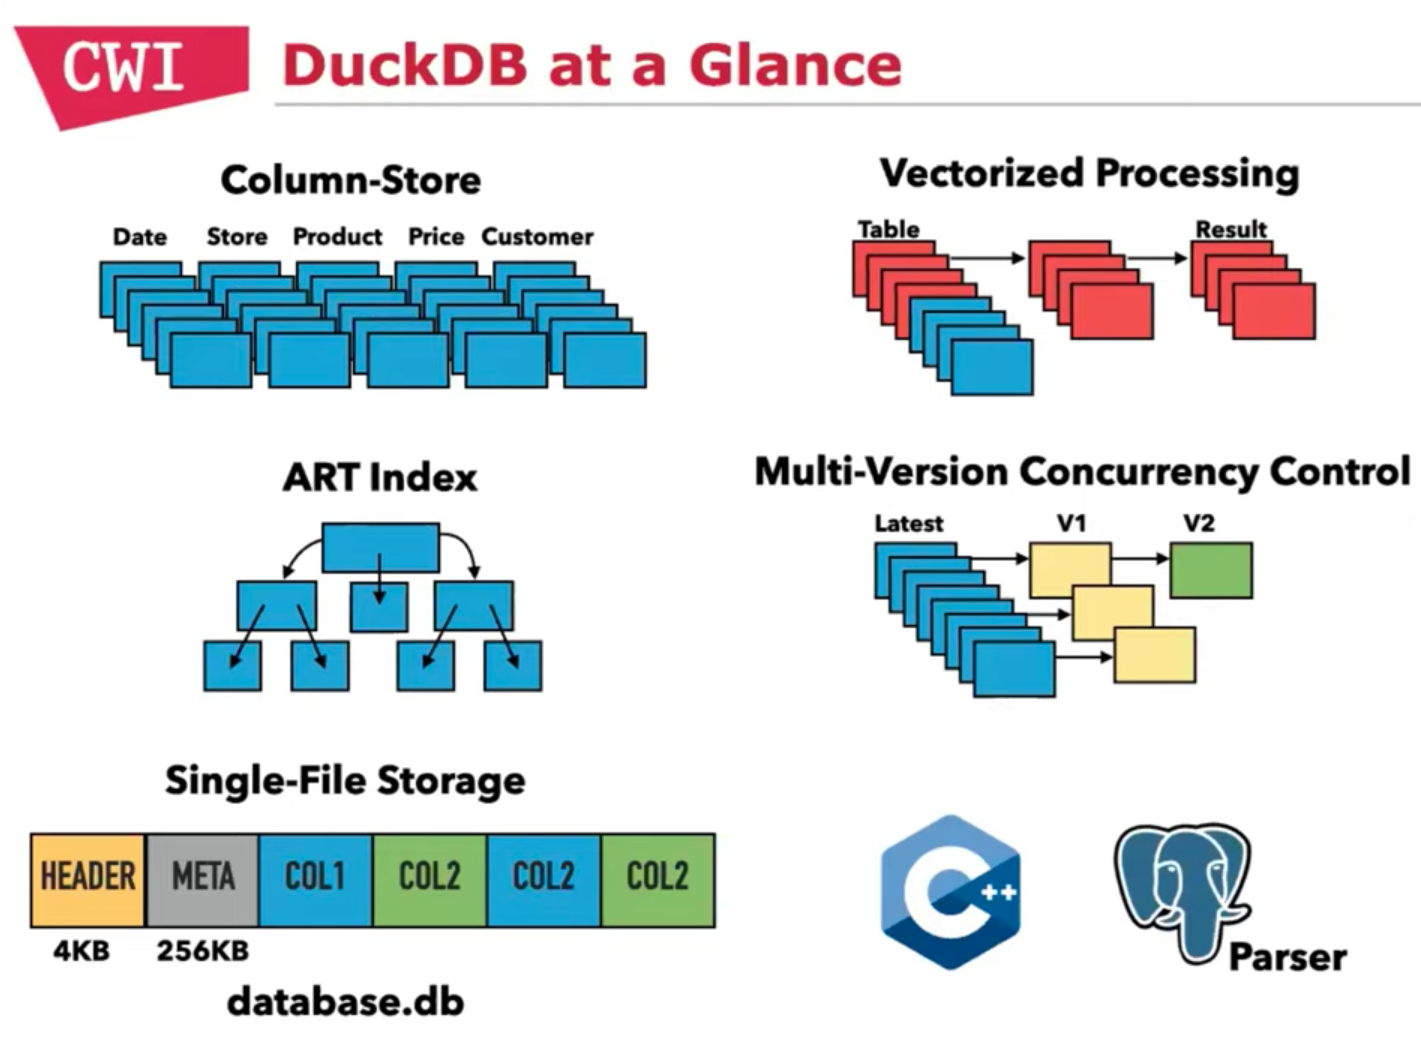 CWI
DuckDB at a Glance
Column-Store
Date Store Product Price Customer
Vectorized Processing
Table Result
ART Index
Multi-Version Concurrency Control
Latest V1 V2
Single-File Storage
HEADER META COL1 COL2 COL2 COL2
4KB 256KB
database.db
C++
Parser